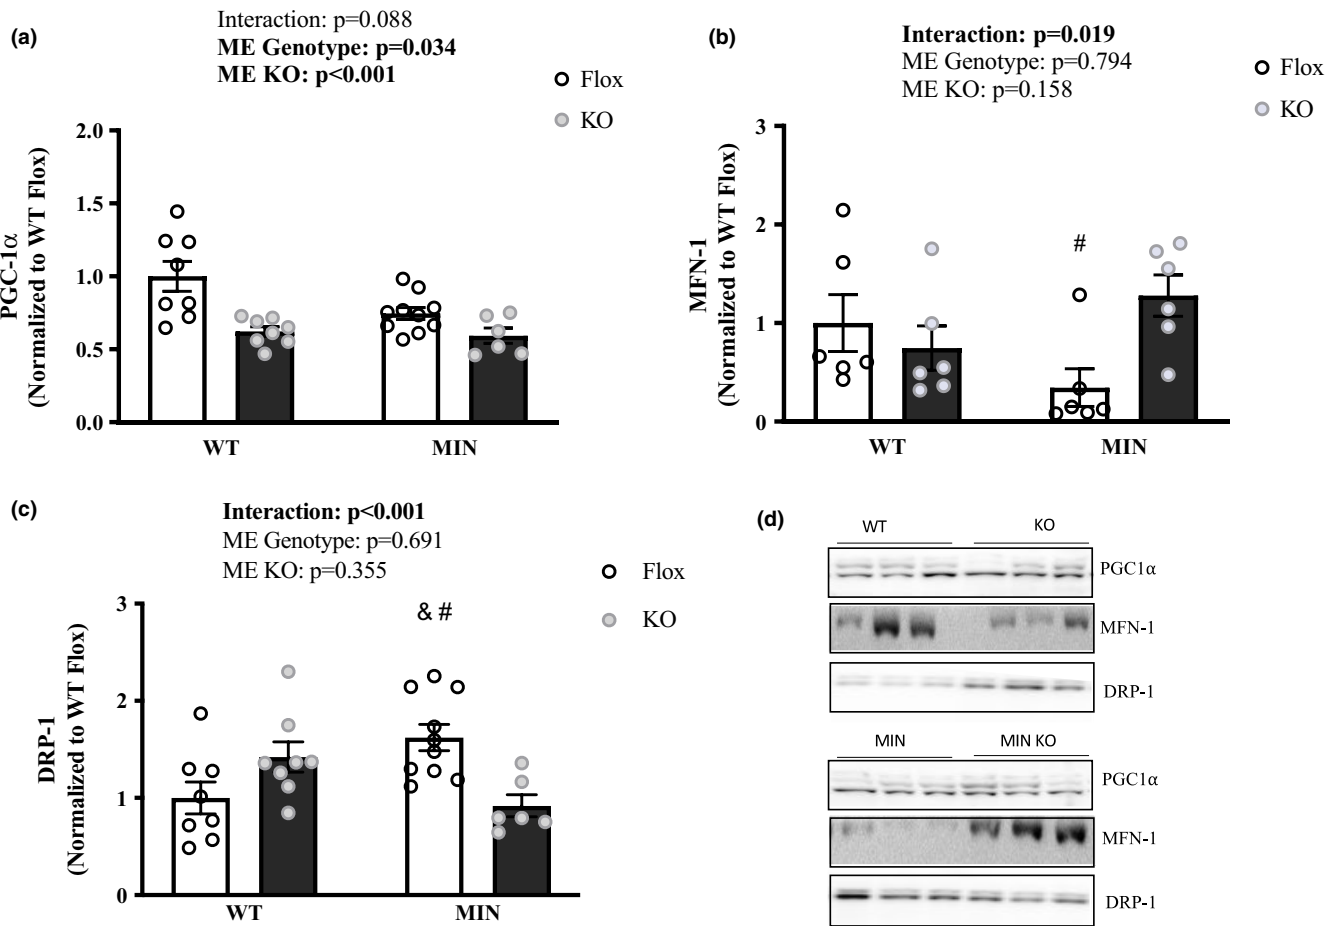 (a)
Interaction: p=0.088
ME Genotype: p=0.034
ME KO: p<0.001
Flox
KO
PGC-1α
(Normalized to WT Flox)
2.0
1.5
1.0
0.5
0.0
WT
MIN
(b)
Interaction: p=0.019
ME Genotype: p=0.794
ME KO: p=0.158
Flox
KO
MFN-1
(Normalized to WT Flox)
3
2
1
0
#
WT
MIN
(c)
Interaction: p<0.001
ME Genotype: p=0.691
ME KO: p=0.355
Flox
KO
DRP-1
(Normalized to WT Flox)
3
2
1
0
& #
WT
MIN
(d)
WT KO
PGC1α
MFN-1
DRP-1
MIN MIN KO
PGC1α
MFN-1
DRP-1